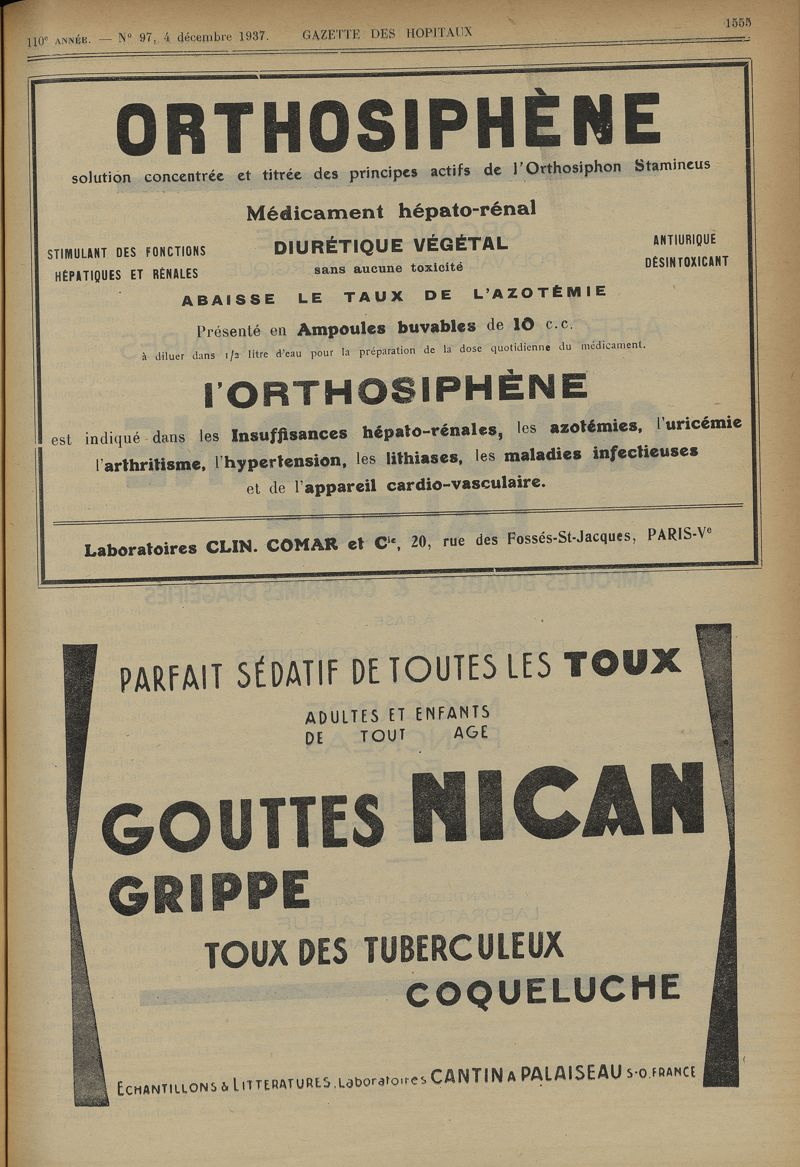 110e ANNÉE. — N° 97, 4 décembre 1937. GAZETTE DES HOPITAUX 1555
ORTHOSIPHÈNE
solution concentrée et titrée des principes actifs de l'Orthosiphon Stamineus
Médicament hépato-rénal
STIMULANT DES FONCTIONS
HÉPATIQUES ET RÉNALES
DIURÉTIQUE VÉGÉTAL
sans aucune toxicité
ANTIURIQUE
DÉSINTOXICANT
ABAISSE LE TAUX DE L'AZOTÉMIE
Présenté en Ampoules buvables de 10 c.c.
à diluer dans 1/2 litre d'eau pour la préparation de la dose quotidienne du médicament.
l'ORTHOSIPHÈNE
est indiqué dans les Insuffisances hépato-rénales, les azotémies, l'uricémie
l'arthritisme, l'hypertension, les lithiases, les maladies infectieuses
et de l'appareil cardio-vasculaire.
Laboratoires CLIN. COMAR et Cie, 20, rue des Fossés-St-Jacques, PARIS-Ve
PARFAIT SÉDATIF DE TOUTES LES TOUX
ADULTES ET ENFANTS
DE TOUT AGE
GOUTTES NICAN
GRIPPE
TOUX DES TUBERCULEUX
COQUELUCHE
ÉCHANTILLONS & LITTERATURES. Laboratoires CANTIN A PALAISEAU S-O. FRANCE